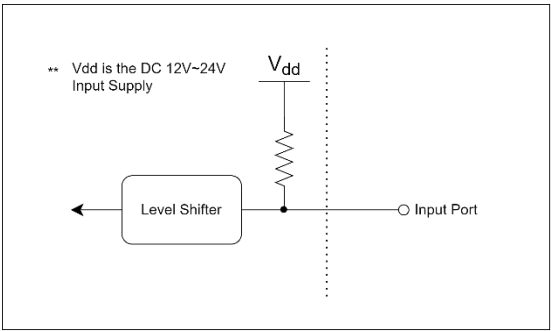 ** Vdd is the DC 12V~24V
Input Supply
Vdd
Level Shifter
Input Port